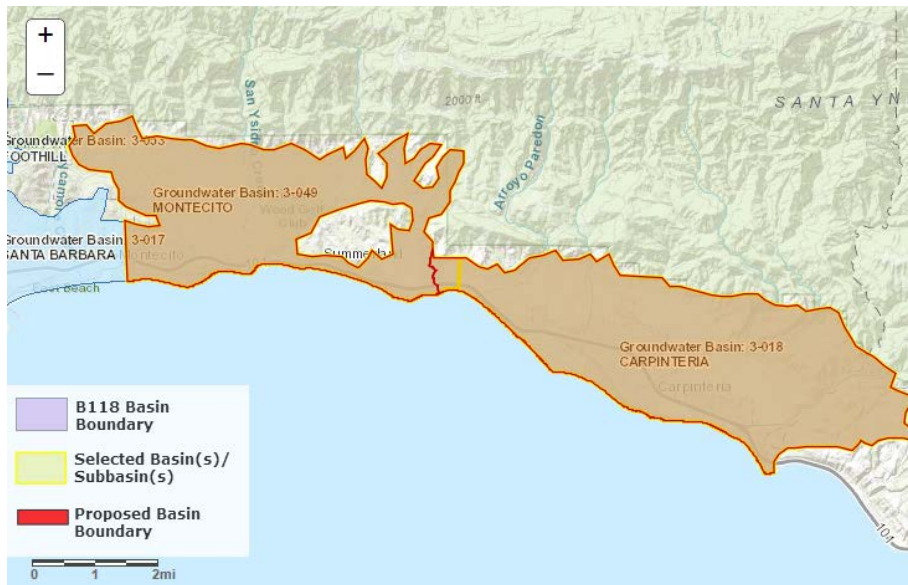 +
–
2000 ft
SANTA YN
San Ysidro Creek
Arroyo Paredon
Groundwater Basin: 3-053
FOOTHILL
Groundwater Basin: 3-049
MONTECITO
Groundwater Basin: 3-017
SANTA BARBARA
Montecito
East Beach
Groundwater Basin: 3-018
CARPINTERIA
Carpinteria
101
B118 Basin
Boundary
Selected Basin(s)/
Subbasin(s)
Proposed Basin
Boundary
0 1 2mi